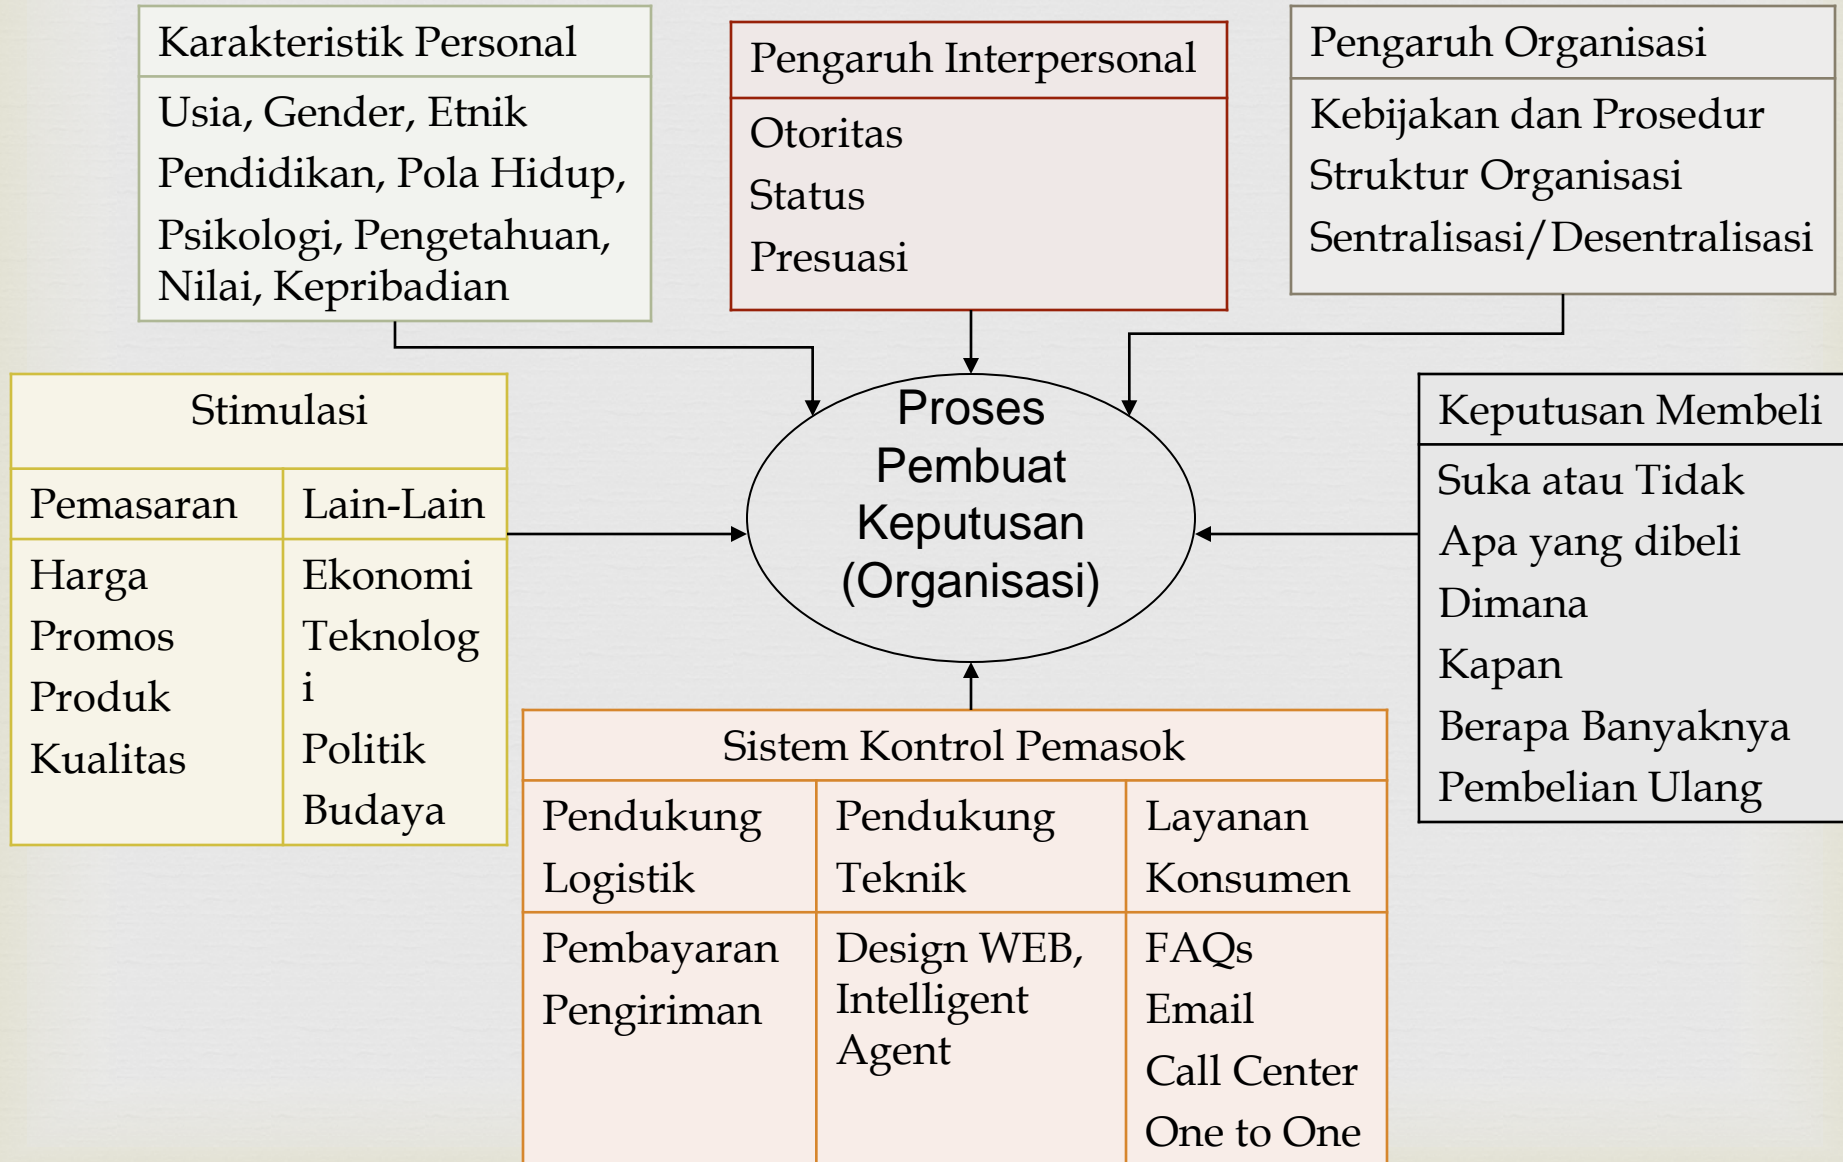 Karakteristik Personal
Usia, Gender, Etnik
Pendidikan, Pola Hidup,
Psikologi, Pengetahuan,
Nilai, Kepribadian
Pengaruh Interpersonal
Otoritas
Status
Presuasi
Pengaruh Organisasi
Kebijakan dan Prosedur
Struktur Organisasi
Sentralisasi/Desentralisasi
Stimulasi
Pemasaran
Harga
Promos
Produk
Kualitas
Lain-Lain
Ekonomi
Teknolog
i
Politik
Budaya
Proses
Pembuat
Keputusan
(Organisasi)
Keputusan Membeli
Suka atau Tidak
Apa yang dibeli
Dimana
Kapan
Berapa Banyaknya
Pembelian Ulang
Sistem Kontrol Pemasok
Pendukung
Logistik
Pembayaran
Pengiriman
Pendukung
Teknik
Design WEB,
Intelligent
Agent
Layanan
Konsumen
FAQs
Email
Call Center
One to One